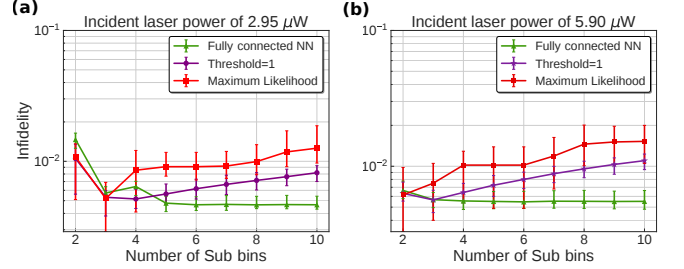 (a)
Incident laser power of 2.95 μW
10⁻¹
Fully connected NN
Threshold=1
Maximum Likelihood
Infidelity
10⁻²
2 4 6 8 10
Number of Sub bins
(b)
Incident laser power of 5.90 μW
10⁻¹
Fully connected NN
Threshold=1
Maximum Likelihood
10⁻²
2 4 6 8 10
Number of Sub bins